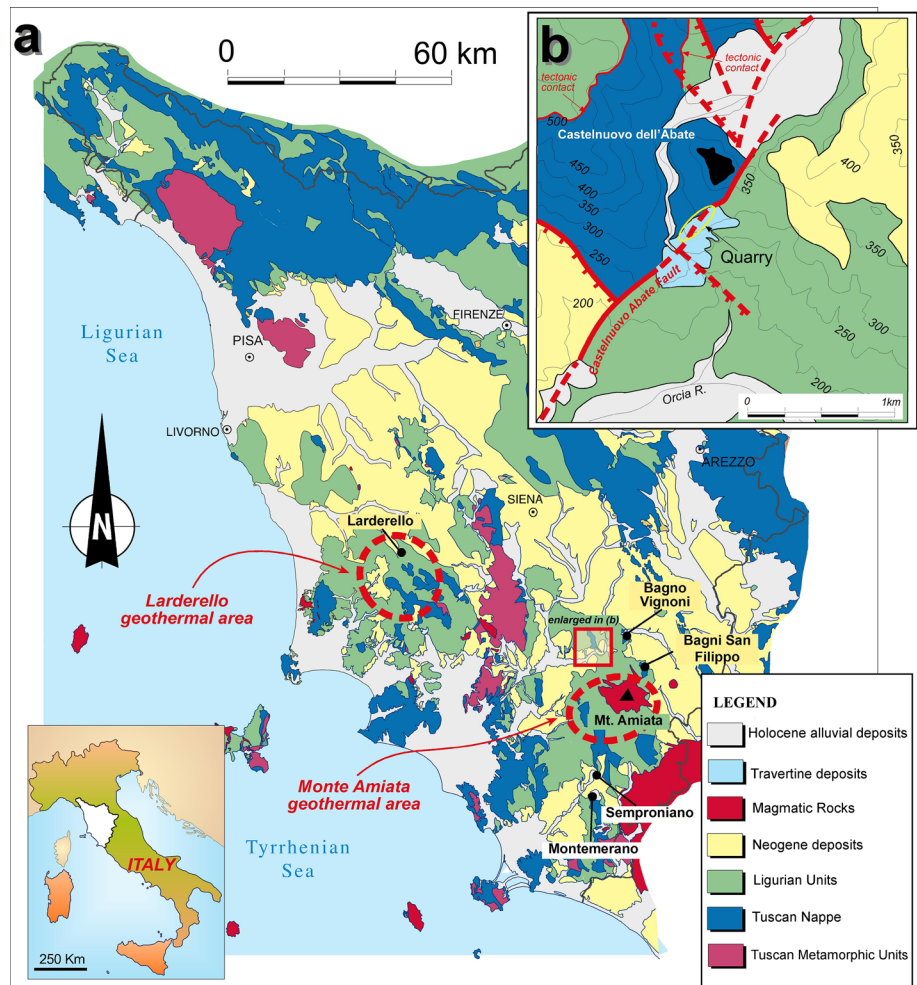 a
0 60 km
Ligurian
Sea
PISA
FIRENZE
LIVORNO
AREZZO
SIENA
N
Larderello
Larderello
geothermal area
Bagno
Vignoni
enlarged in (b)
Bagni San
Filippo
Mt. Amiata
Monte Amiata
geothermal area
Semproniano
Montemerano
Tyrrhenian
Sea
ITALY
250 Km
b
tectonic
contact
tectonic
contact
500
Castelnuovo dell'Abate
450
400
350
300
250
200
350
400
350
350
Quarry
Castelnuovo Abate Fault
300
250
200
Orcia R.
0 1km
LEGEND
Holocene alluvial deposits
Travertine deposits
Magmatic Rocks
Neogene deposits
Ligurian Units
Tuscan Nappe
Tuscan Metamorphic Units